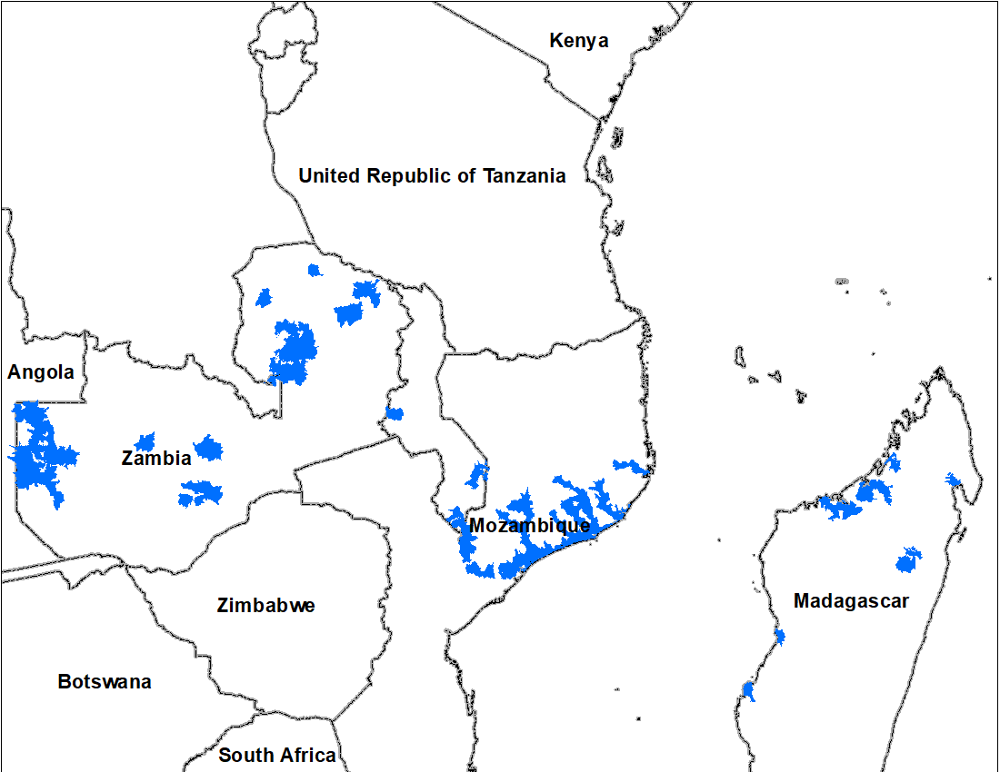 Kenya
United Republic of Tanzania
Angola
Zambia
Mozambique
Zimbabwe
Madagascar
Botswana
South Africa